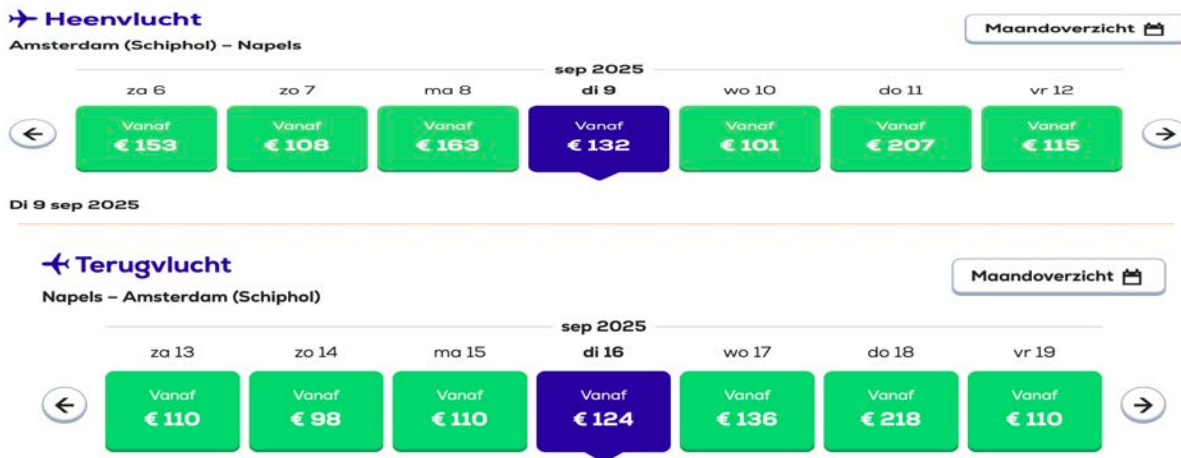 Heenvlucht
Maandoverzicht
Amsterdam (Schiphol) – Napels
sep 2025
za 6 zo 7 ma 8 di 9 wo 10 do 11 vr 12
Vanaf Vanaf Vanaf Vanaf Vanaf Vanaf Vanaf
€ 153 € 108 € 163 € 132 € 101 € 207 € 115
Di 9 sep 2025
Terugvlucht
Maandoverzicht
Napels – Amsterdam (Schiphol)
sep 2025
za 13 zo 14 ma 15 di 16 wo 17 do 18 vr 19
Vanaf Vanaf Vanaf Vanaf Vanaf Vanaf Vanaf
€ 110 € 98 € 110 € 124 € 136 € 218 € 110